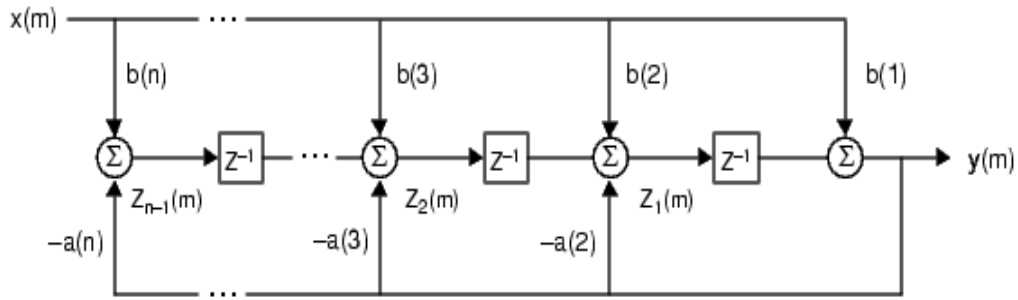 x(m) ...
b(n) b(3) b(2) b(1)
Σ Z⁻¹ ... Σ Z⁻¹ Σ Z⁻¹ Σ y(m)
Zₙ₋₁(m) Z₂(m) Z₁(m)
–a(n) –a(3) –a(2)
...